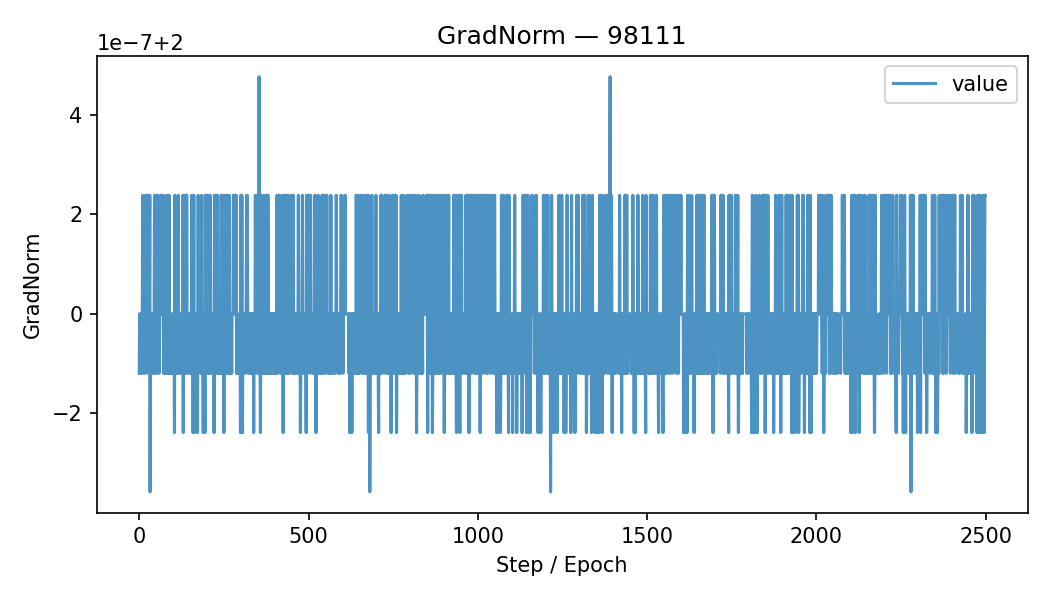 GradNorm — 98111
1e−7+2
value
4
2
0
−2
GradNorm
0 500 1000 1500 2000 2500
Step / Epoch